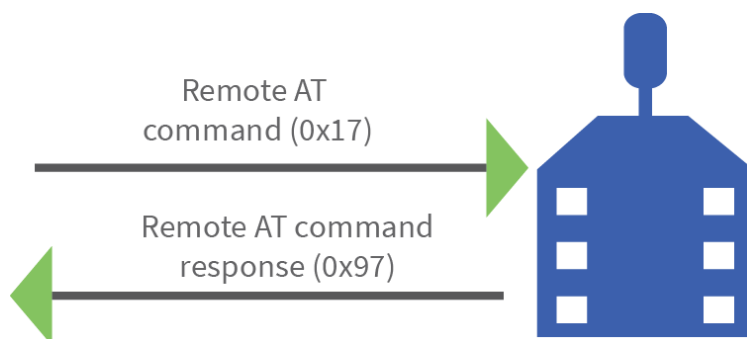 Remote AT
command (0x17)
Remote AT command
response (0x97)